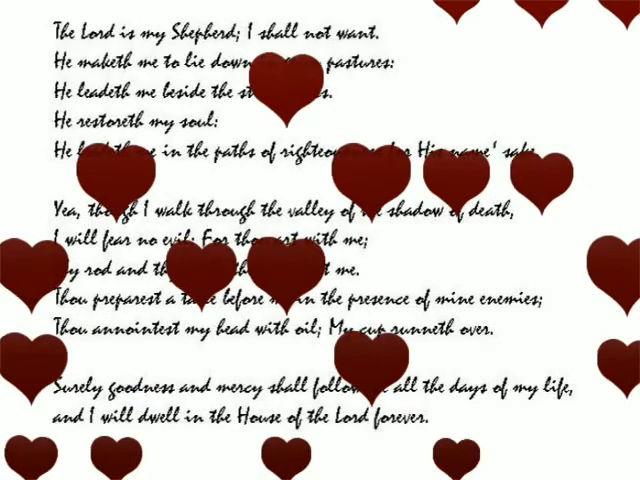 The Lord is my Shepherd; I shall not want.
He maketh me to lie down pastures:
He leadeth me beside the
He restoreth my soul:
He me in the paths of for His name' sake.
Yea, though I walk through the valley of shadow of death,
I will fear no evil: For thou art with me;
rod and me.
Thou preparest a table before in the presence of mine enemies;
Thou annointest my head with oil; My cup runneth over.
Surely goodness and mercy shall follow all the days of my life,
and I will dwell in the House of the Lord forever.